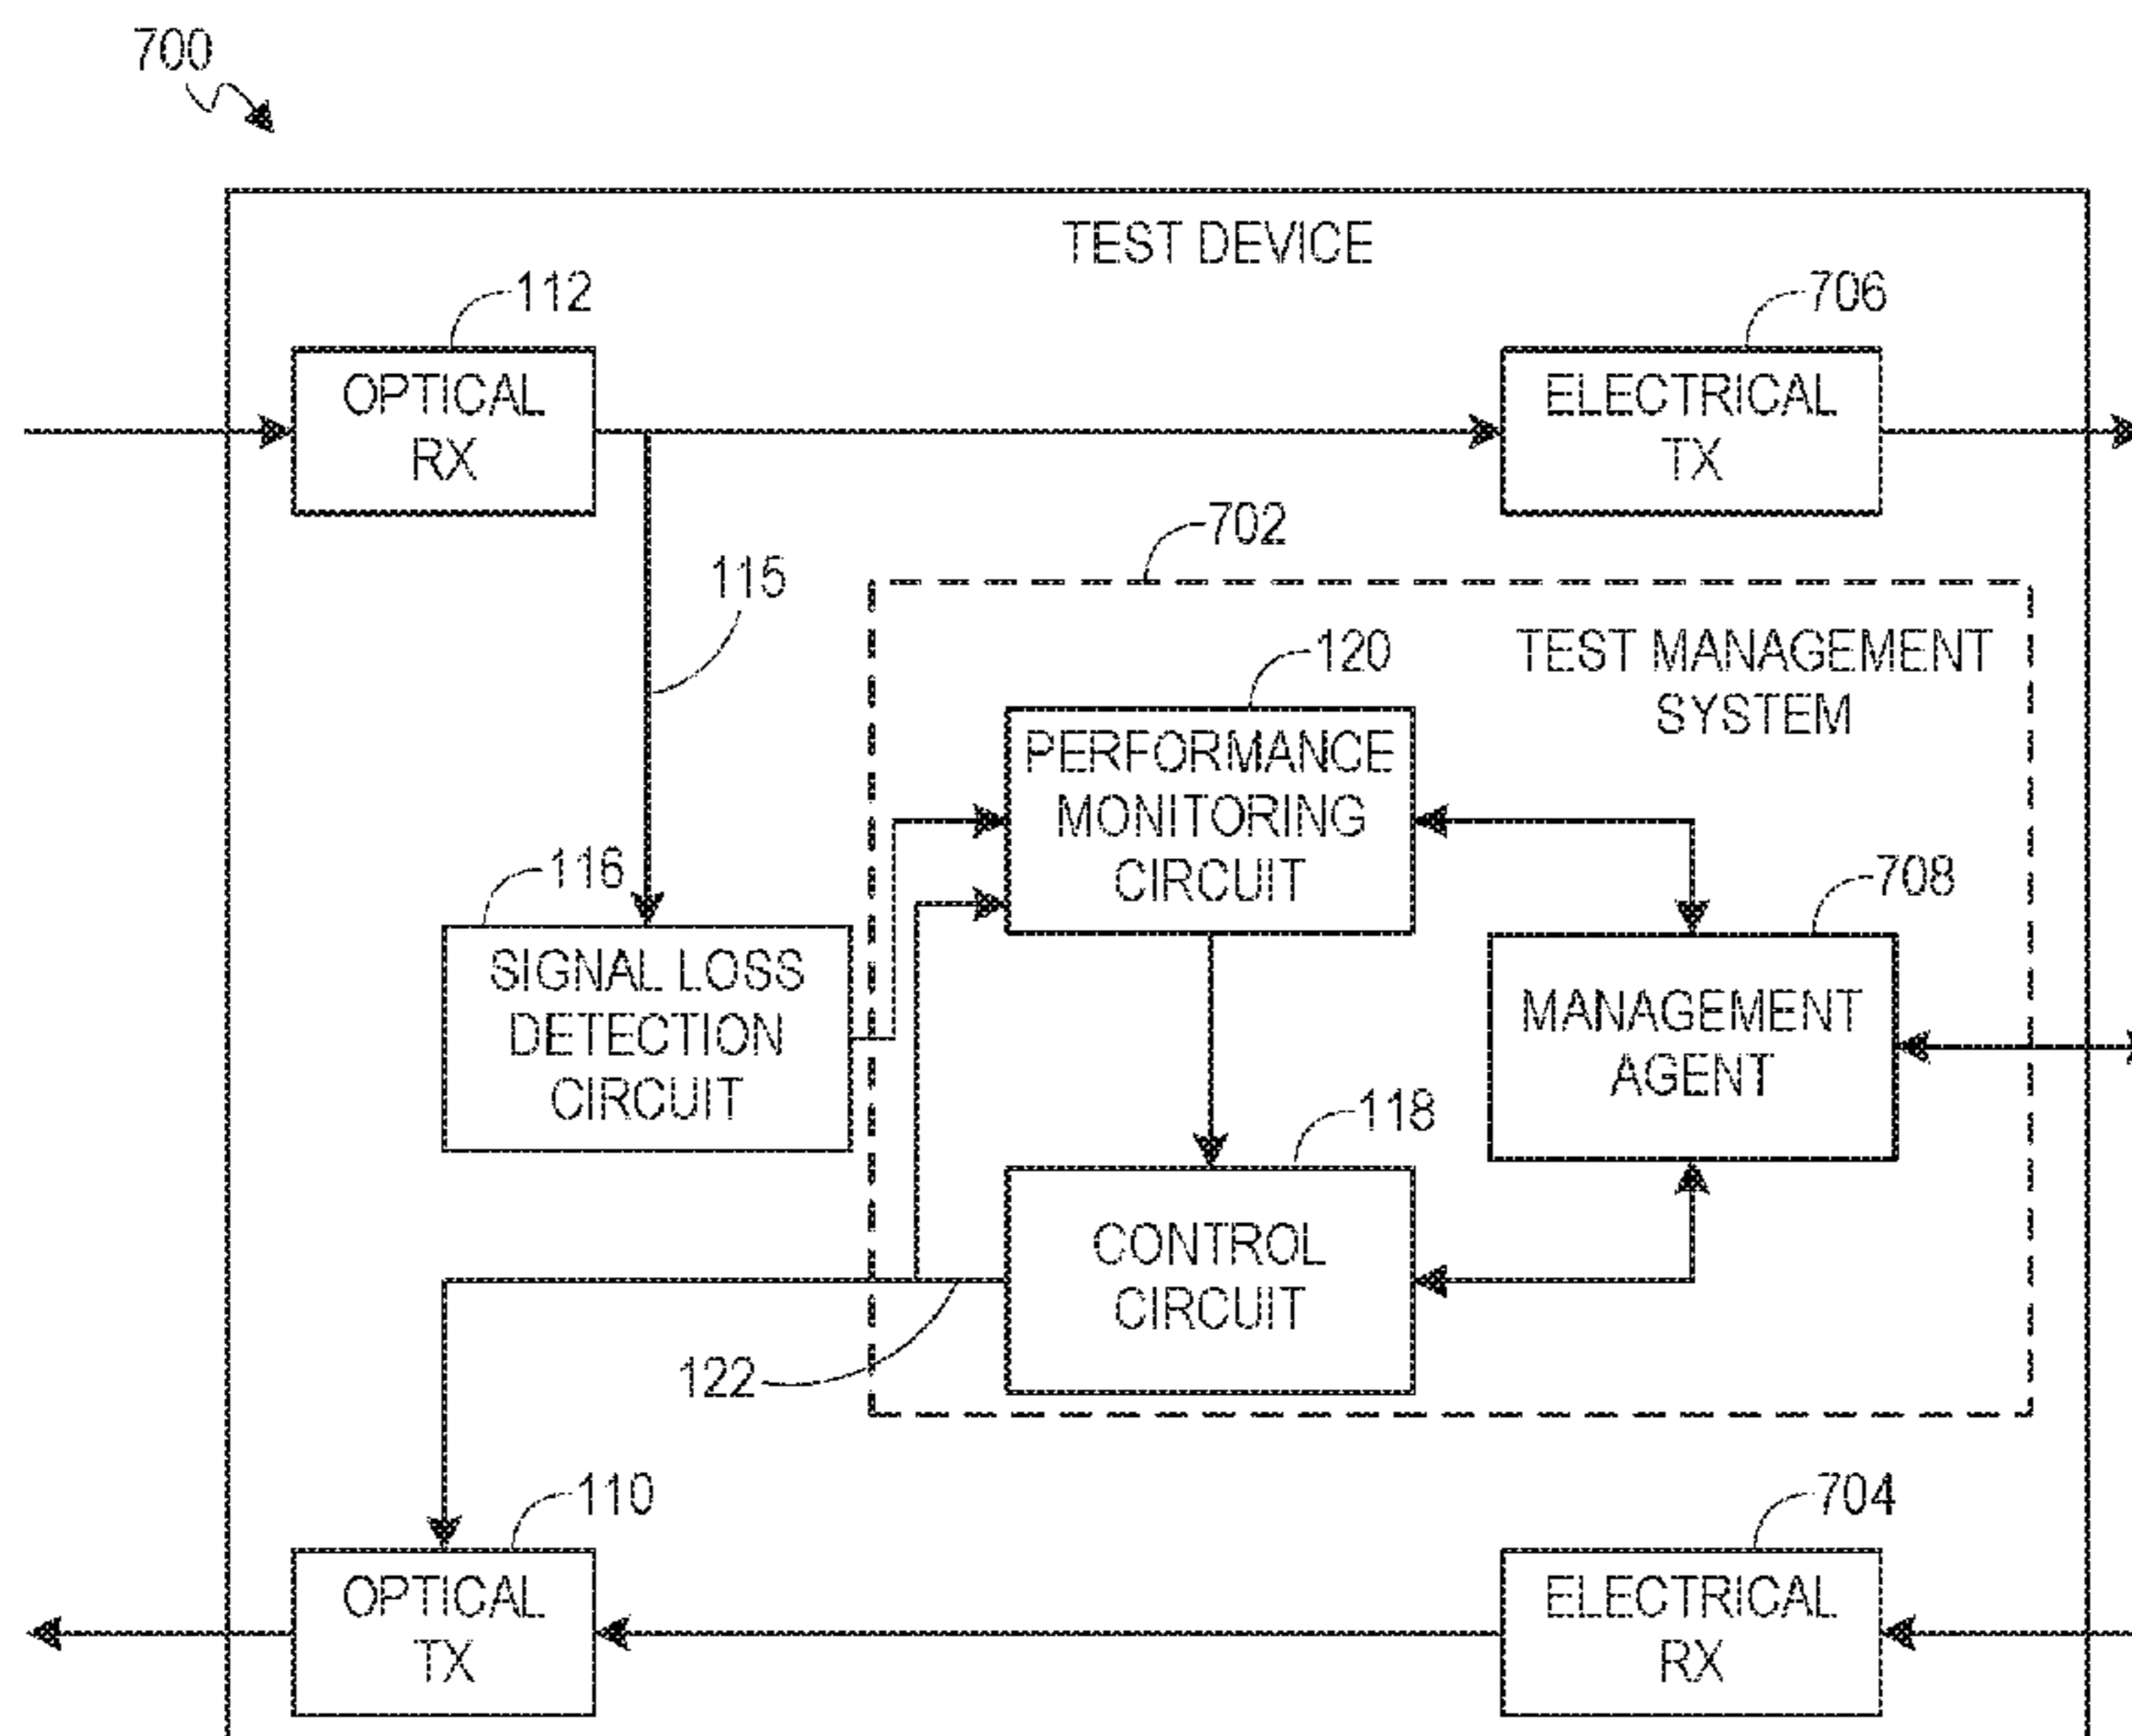 700
TEST DEVICE
112
706
OPTICAL
RX
ELECTRICAL
TX
702
115
TEST MANAGEMENT
SYSTEM
120
PERFORMANCE
MONITORING
CIRCUIT
116
708
SIGNAL LOSS
DETECTION
CIRCUIT
MANAGEMENT
AGENT
118
CONTROL
CIRCUIT
122
110
704
OPTICAL
TX
ELECTRICAL
RX